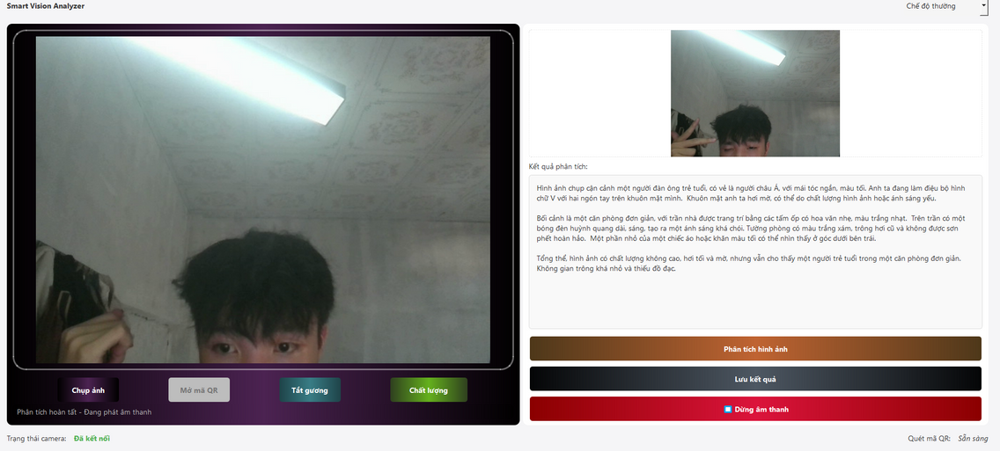 Smart Vision Analyzer
Chế độ thường
Kết quả phân tích:
Hình ảnh chụp cận cảnh một người đàn ông trẻ tuổi, có vẻ là người châu Á, với mái tóc ngắn, màu tối. Anh ta đang làm điệu bộ hình
chữ V với hai ngón tay trên khuôn mặt mình. Khuôn mặt anh ta hơi mờ, có thể do chất lượng hình ảnh hoặc ánh sáng yếu.
Bối cảnh là một căn phòng đơn giản, với trần nhà được trang trí bằng các tấm ốp có hoa văn nhẹ, màu trắng nhạt. Trên trần có một
bóng đèn huỳnh quang dài, sáng, tạo ra một ánh sáng khá chói. Tường phòng có màu trắng xám, trông hơi cũ và không được sơn
phết hoàn hảo. Một phần nhỏ của một chiếc áo hoặc khăn màu tối có thể nhìn thấy ở góc dưới bên trái.
Tổng thể, hình ảnh có chất lượng không cao, hơi tối và mờ, nhưng vẫn cho thấy một người trẻ tuổi trong một căn phòng đơn giản.
Không gian trông khá nhỏ và thiếu đồ đạc.
Phân tích hình ảnh
Lưu kết quả
Dừng âm thanh
Chụp ảnh
Mở mã QR
Tắt gương
Chất lượng
Phân tích hoàn tất - Đang phát âm thanh
Trạng thái camera: Đã kết nối
Quét mã QR: Sẵn sàng